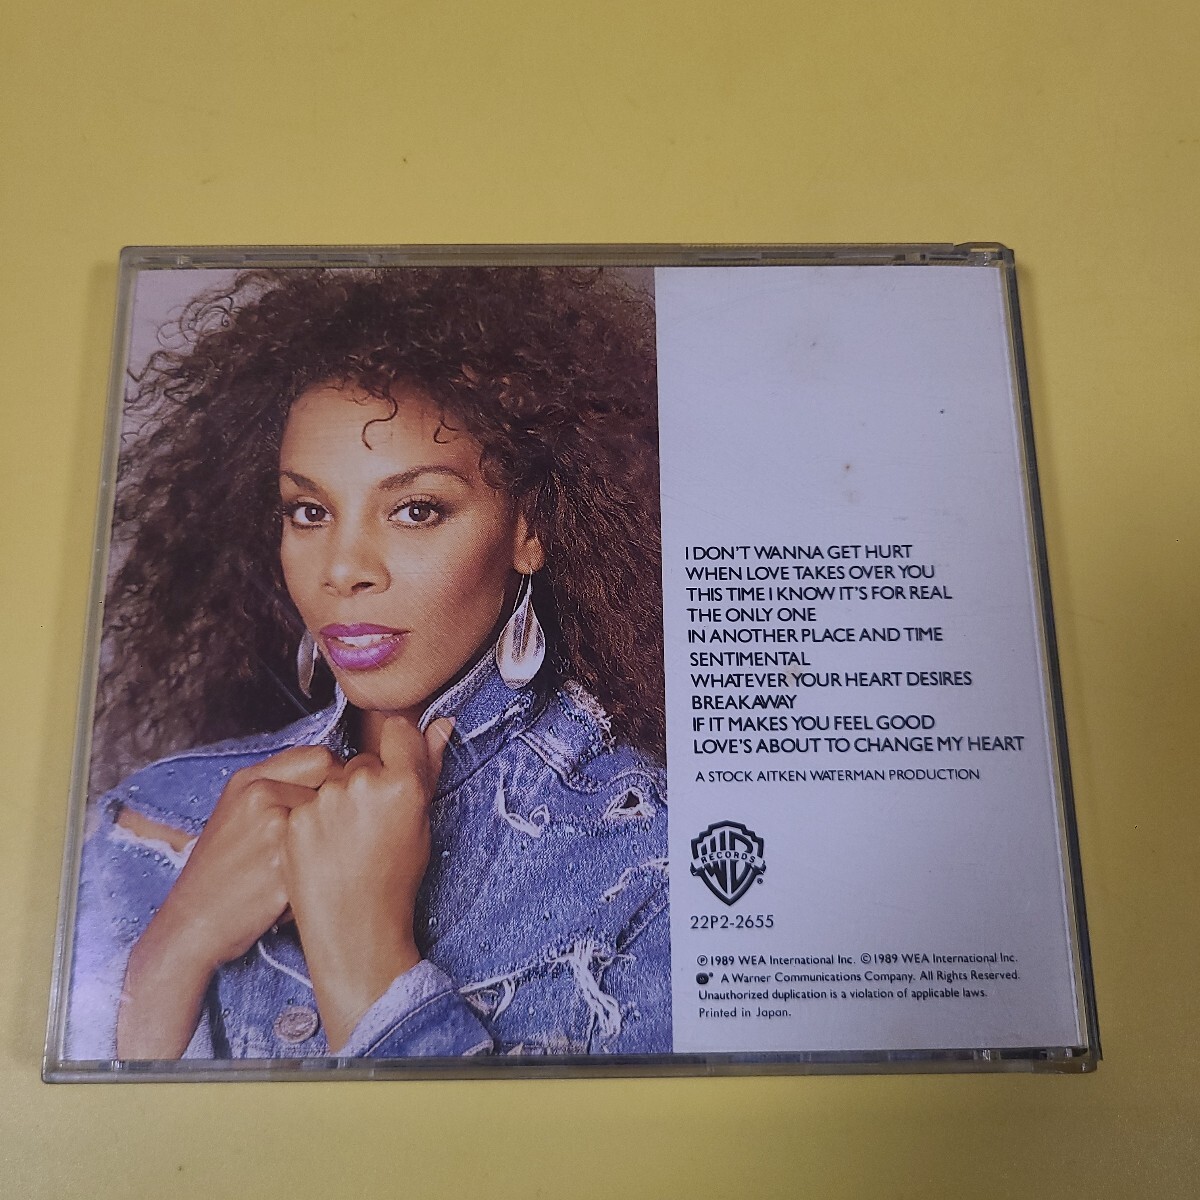 I DON'T WANNA GET HURT
WHEN LOVE TAKES OVER YOU
THIS TIME I KNOW IT'S FOR REAL
THE ONLY ONE
IN ANOTHER PLACE AND TIME
SENTIMENTAL
WHATEVER YOUR HEART DESIRES
BREAKAWAY
IF IT MAKES YOU FEEL GOOD
LOVE'S ABOUT TO CHANGE MY HEART
A STOCK AITKEN WATERMAN PRODUCTION
WB RECORDS ®
22P2-2655
℗ 1989 WEA International Inc. © 1989 WEA International Inc.
A Warner Communications Company. All Rights Reserved.
Unauthorized duplication is a violation of applicable laws.
Printed in Japan.